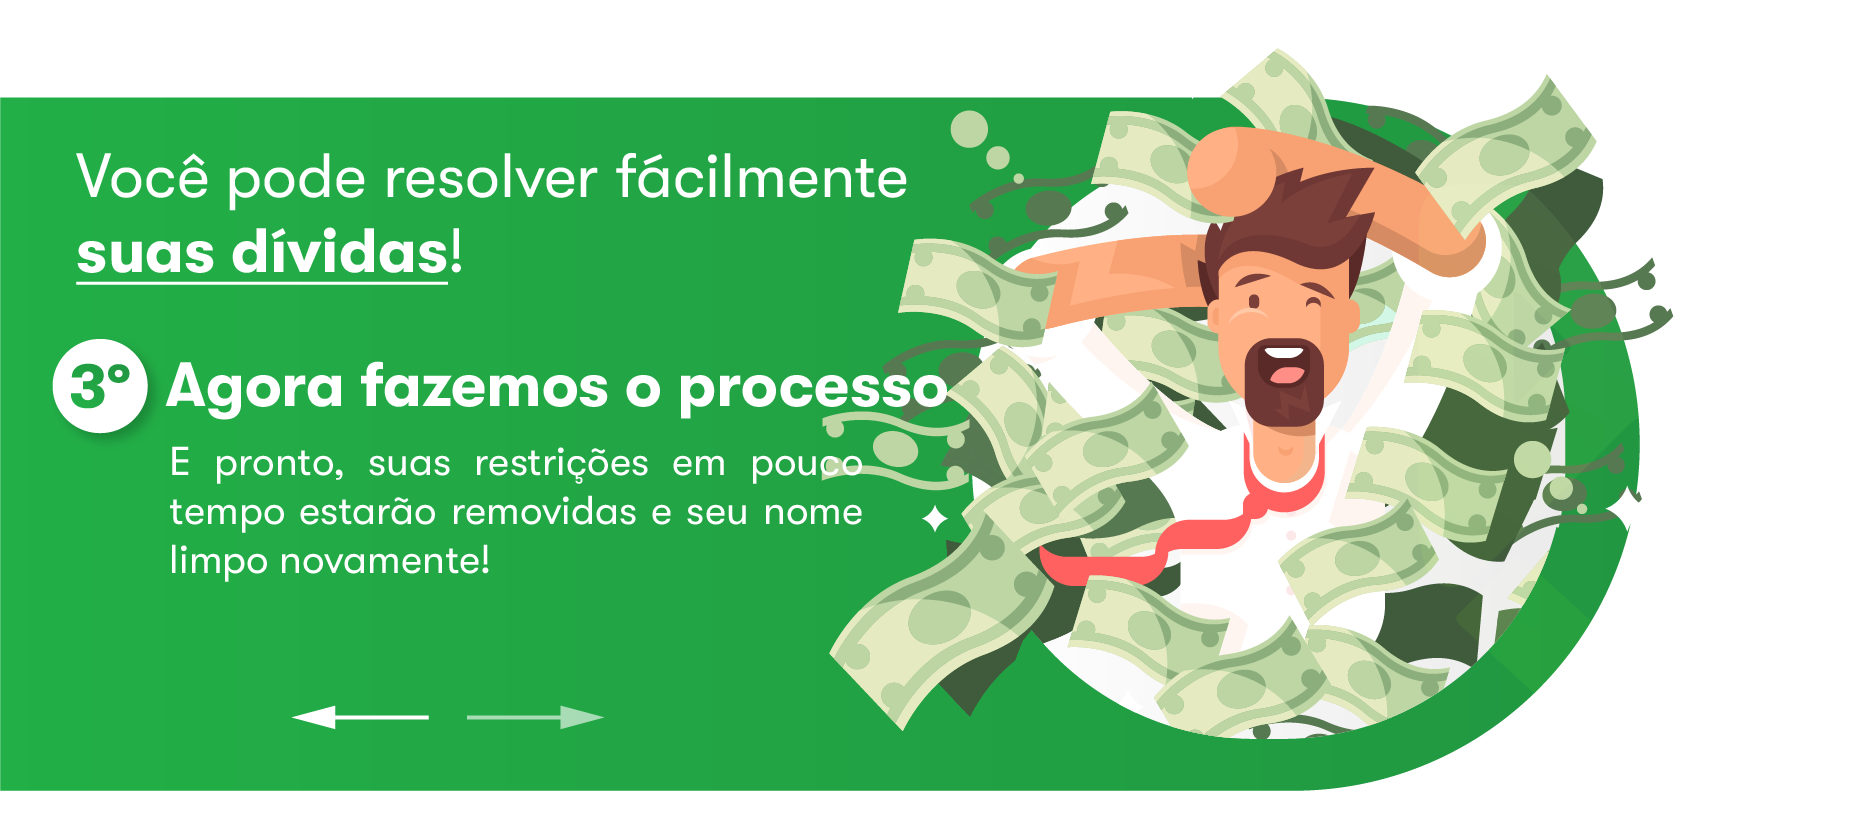 Você pode resolver fácilmente
suas dívidas!
3º Agora fazemos o processo
E pronto, suas restrições em pouco
tempo estarão removidas e seu nome
limpo novamente!